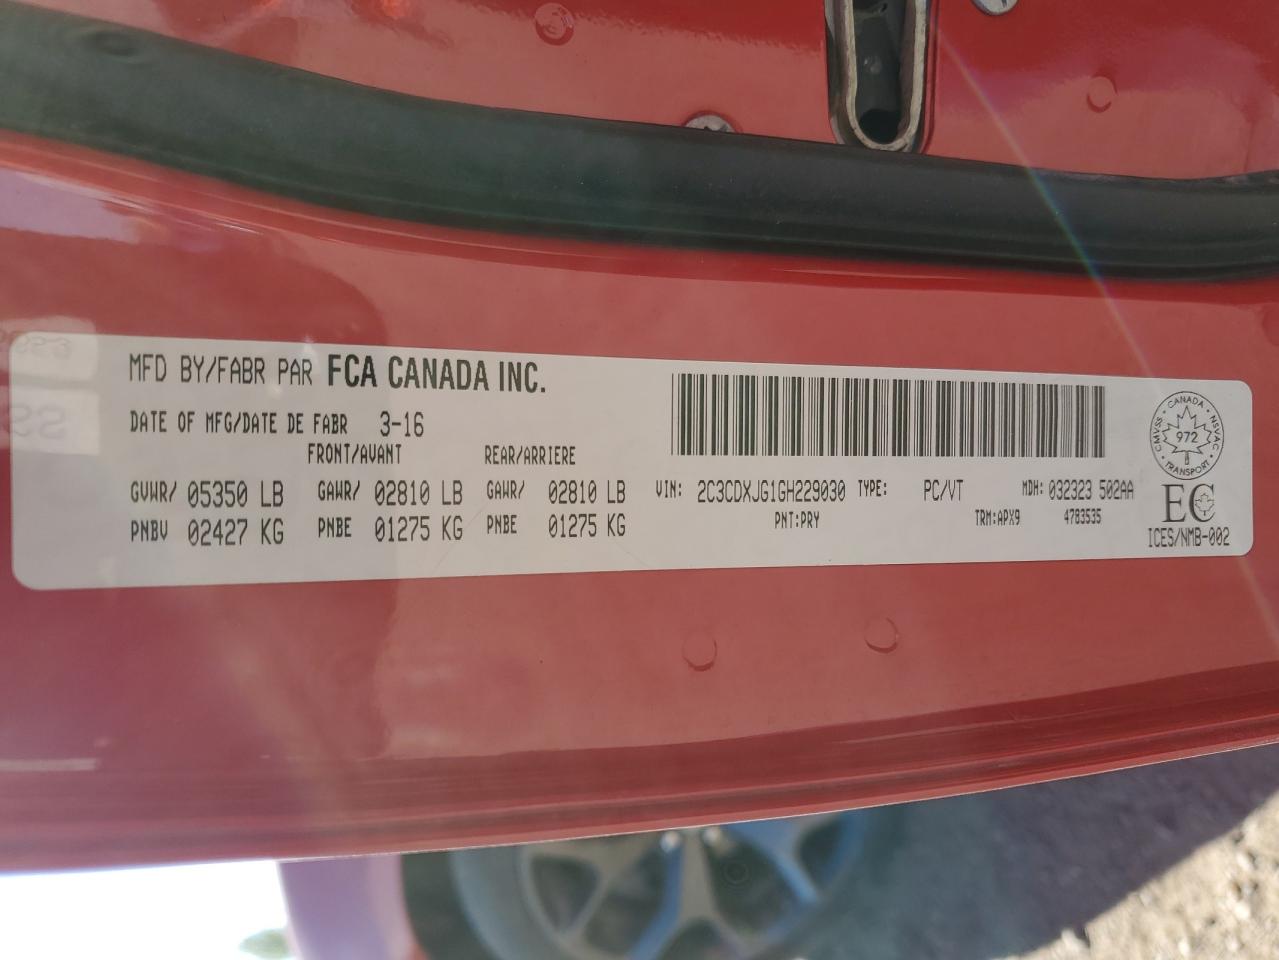 MFD BY/FABR PAR FCA CANADA INC.
DATE OF MFG/DATE DE FABR 3-16
FRONT/AVANT REAR/ARRIERE
GVWR/ 05350 LB GAWR/ 02810 LB GAWR/ 02810 LB VIN: 2C3CDXJG1GH229030 TYPE: PC/VT MDH: 032323 502AA
PNBV 02427 KG PNBE 01275 KG PNBE 01275 KG PNT:PRY TRM:APX9 4783535
CANADA
CMVSS NSVAC
972
TRANSPORT
EC
ICES/NMB-002